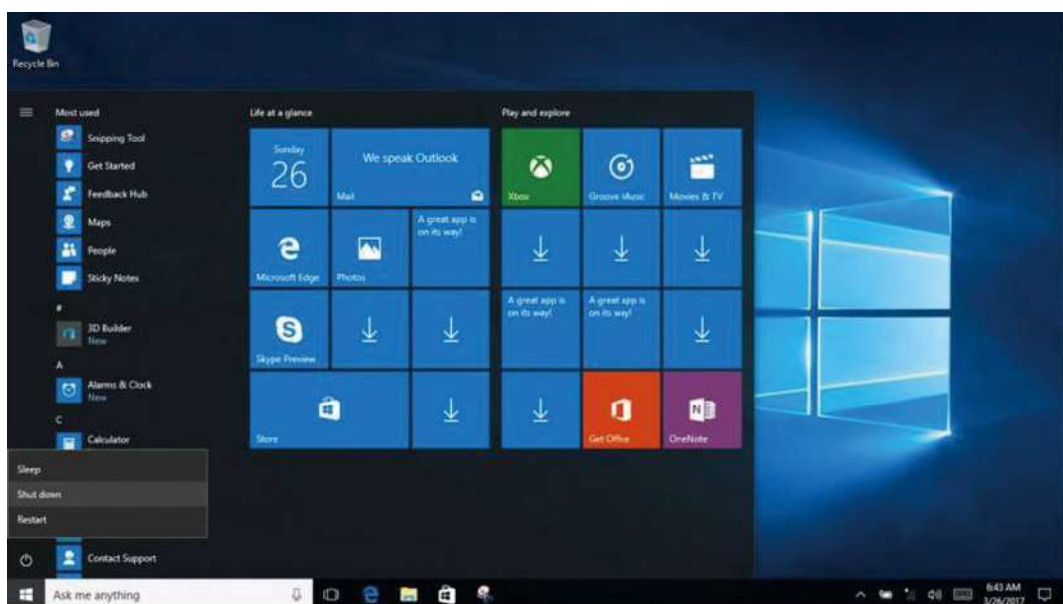 Recycle Bin
Most used
Snipping Tool
Get Started
Feedback Hub
Maps
People
Sticky Notes
#
3D Builder
New
A
Alarms & Clock
New
C
Calculator
Sleep
Shut down
Restart
Contact Support
Life at a glance
Sunday
26
We speak Outlook
Mail
Microsoft Edge
Photos
A great app is
on its way!
Skype Preview
Store
Play and explore
Xbox
Groove Music
Movies & TV
A great app is
on its way!
A great app is
on its way!
Get Office
OneNote
Ask me anything
6:43 AM
3/26/2017